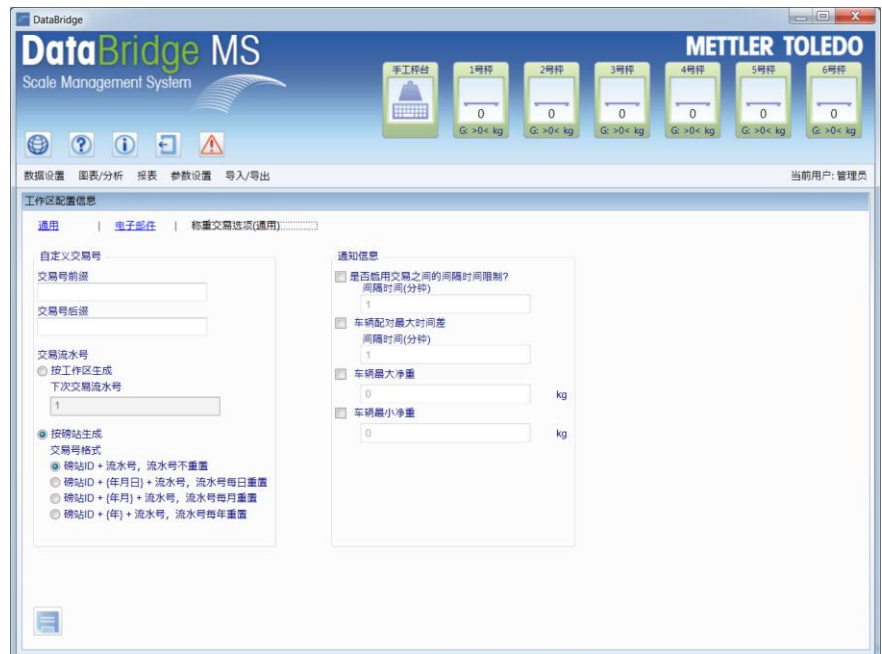 DataBridge
DataBridge MS
METTLER TOLEDO
Scale Management System
手工秤台 1号秤 2号秤 3号秤 4号秤 5号秤 6号秤
0 0 0 0 0 0
G: >0< kg G: >0< kg G: >0< kg G: >0< kg G: >0< kg G: >0< kg
数据设置 图表/分析 报表 参数设置 导入/导出 当前用户: 管理员
工作区配置信息
通用 | 电子邮件 | 称重交易选项(通用)
自定义交易号
交易号前缀
交易号后缀
交易流水号
按工作区生成
下次交易流水号
1
按磅站生成
交易号格式
磅站ID + 流水号, 流水号不重置
磅站ID + (年月日) + 流水号, 流水号每日重置
磅站ID + (年月) + 流水号, 流水号每月重置
磅站ID + (年) + 流水号, 流水号每年重置
通知信息
是否启用交易之间的间隔时间限制?
间隔时间(分钟)
1
车辆配对最大时间差
间隔时间(分钟)
1
车辆最大净重
0 kg
车辆最小净重
0 kg